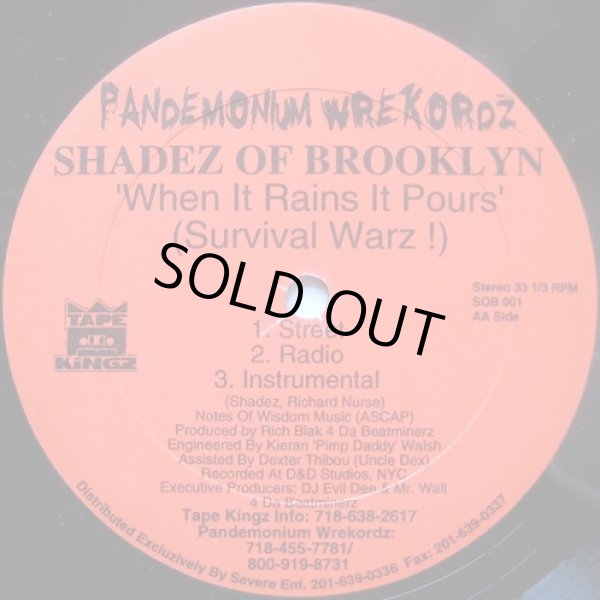 PANDEMONIUM WREKORDZ
SHADEZ OF BROOKLYN
'When It Rains It Pours'
(Survival Warz !)
SOLD OUT
Stereo 33 1/3 RPM
SOB 001
AA Side
TAPE
KINGZ
1. Street
2. Radio
3. Instrumental
(Shadez, Richard Nurse)
Notes Of Wisdom Music (ASCAP)
Produced by Rich Blak 4 Da Beatminerz
Engineered By Kieran 'Pimp Daddy' Walsh
Assisted By Dexter Thibou (Uncle Dex)
Recorded At D&D Studios, NYC
Executive Producers: DJ Evil Dee & Mr. Walt
4 Da Beatminerz
Tape Kingz Info: 718-638-2617
Pandemonium Wrekordz:
718-455-7781/
800-919-8731
Distributed Exclusively By Severe Ent. 201-639-0336 Fax: 201-639-0337